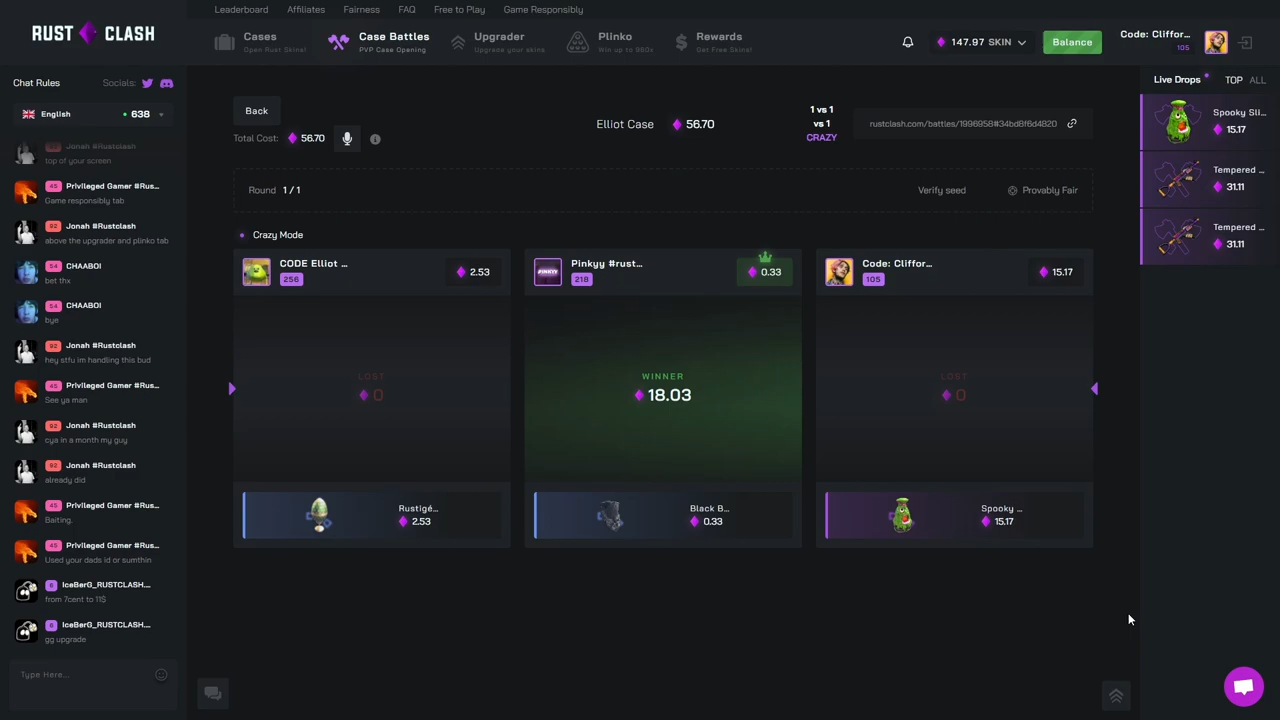 Leaderboard Affiliates Fairness FAQ Free to Play Game Responsibly
RUST CLASH
Cases
Open Rust Skins!
Case Battles
PVP Case Opening
Upgrader
Upgrade your skins
Plinko
Win up to 960x
Rewards
Get Free Skins!
147.97 SKIN
Balance
Code: Cliffor...
105
Chat Rules
Socials:
English
638
Jonah #Rustclash
top of your screen
45 Privileged Gamer #Rus...
Game responsibly tab
92 Jonah #Rustclash
above the upgrader and plinko tab
54 CHAABOI
bet thx
54 CHAABOI
bye
92 Jonah #Rustclash
hey stfu im handling this bud
45 Privileged Gamer #Rus...
See ya man
92 Jonah #Rustclash
cya in a month my guy
92 Jonah #Rustclash
already did
45 Privileged Gamer #Rus...
Baiting.
45 Privileged Gamer #Rus...
Used your dads id or sumthin
6 IceBerG_RUSTCLASH....
from 7cent to 11$
6 IceBerG_RUSTCLASH....
gg upgrade
Type Here...
Back
Total Cost: 56.70
Elliot Case 56.70
1 vs 1
vs 1
CRAZY
rustclash.com/battles/1996958#34bd8f6d4820
Round 1 / 1
Verify seed
Provably Fair
Crazy Mode
CODE Elliot ...
256
2.53
LOST
0
Rustigé...
2.53
#PINKYY
Pinkyy #rust...
218
0.33
WINNER
18.03
Black B...
0.33
Code: Cliffor...
105
15.17
LOST
0
Spooky ...
15.17
Live Drops
TOP ALL
Spooky Sli...
15.17
Tempered ...
31.11
Tempered ...
31.11